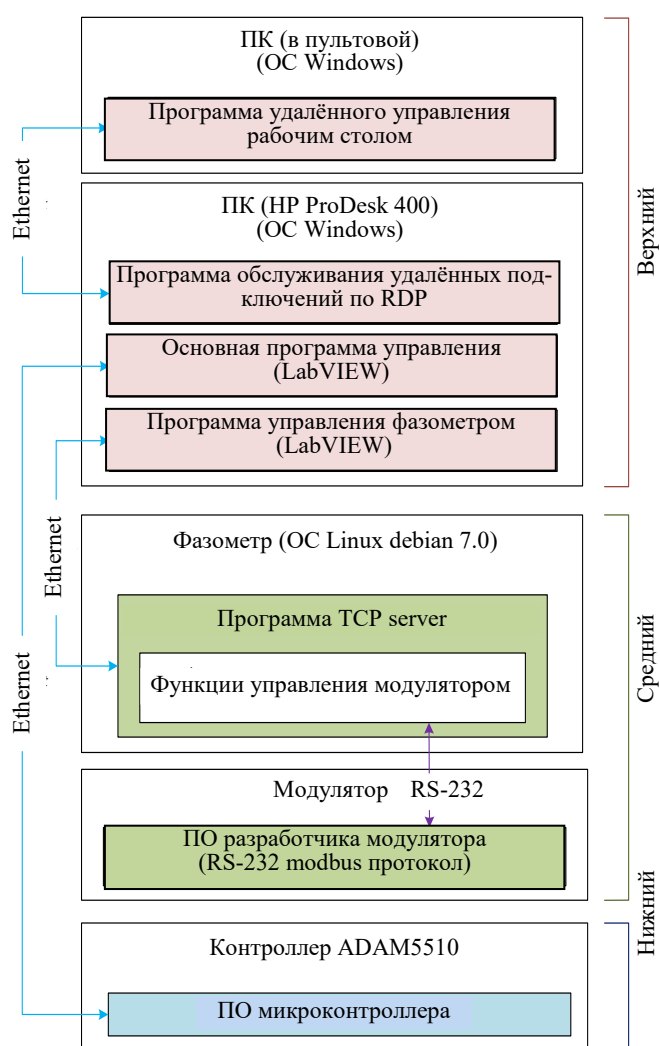 ПК (в пультовой)
(ОС Windows)
Программа удалённого управления
рабочим столом
Ethernet
ПК (HP ProDesk 400)
(ОС Windows)
Программа обслуживания удалённых под-
ключений по RDP
Основная программа управления
(LabVIEW)
Программа управления фазометром
(LabVIEW)
Верхний
Ethernet
Ethernet
Фазометр (ОС Linux debian 7.0)
Программа TCP server
Функции управления модулятором
Модулятор RS-232
ПО разработчика модулятора
(RS-232 modbus протокол)
Средний
Контроллер ADAM5510
ПО микроконтроллера
Нижний